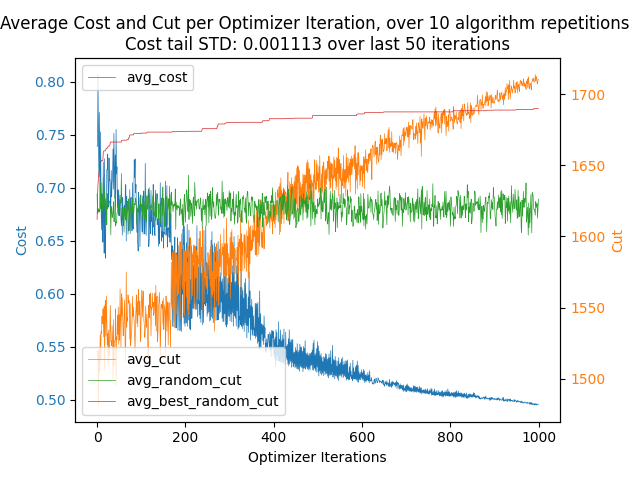 Average Cost and Cut per Optimizer Iteration, over 10 algorithm repetitions
Cost tail STD: 0.001113 over last 50 iterations
avg_cost
0.80
0.75
0.70
0.65
0.60
0.55
0.50
Cost
1700
1650
1600
1550
1500
Cut
avg_cut
avg_random_cut
avg_best_random_cut
0
200
400
600
800
1000
Optimizer Iterations